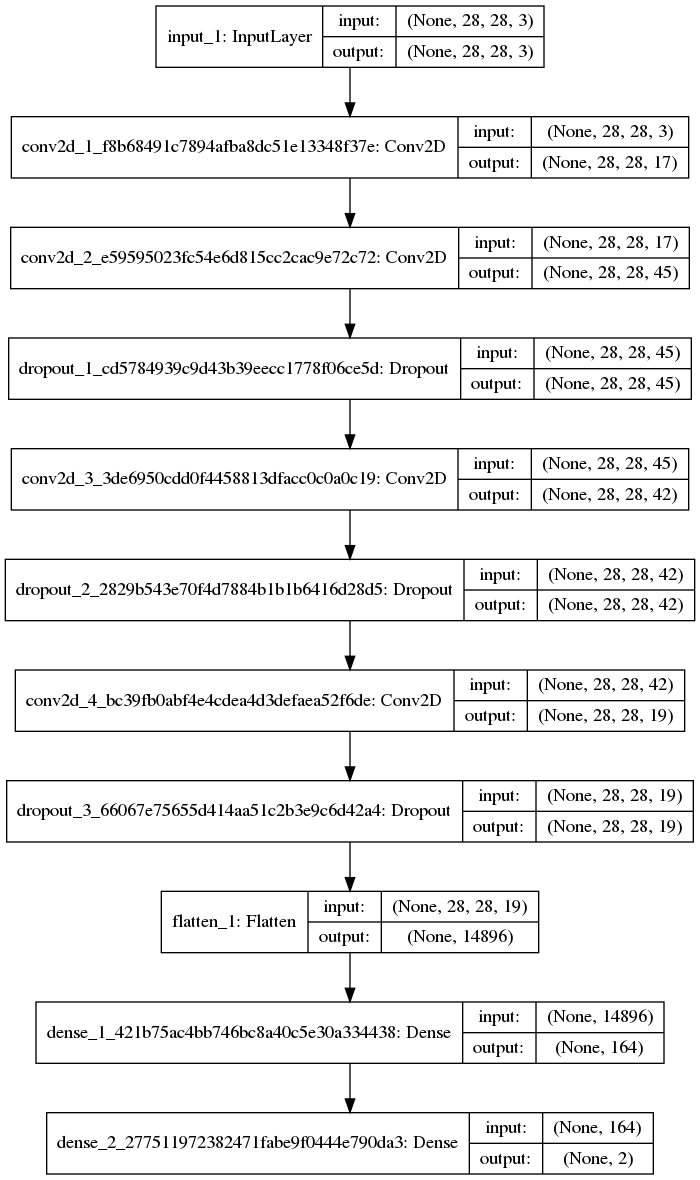 input_1: InputLayer
input: (None, 28, 28, 3)
output: (None, 28, 28, 3)
conv2d_1_f8b68491c7894afba8dc51e13348f37e: Conv2D
input: (None, 28, 28, 3)
output: (None, 28, 28, 17)
conv2d_2_e59595023fc54e6d815cc2cac9e72c72: Conv2D
input: (None, 28, 28, 17)
output: (None, 28, 28, 45)
dropout_1_cd5784939c9d43b39eecc1778f06ce5d: Dropout
input: (None, 28, 28, 45)
output: (None, 28, 28, 45)
conv2d_3_3de6950cdd0f4458813dfacc0c0a0c19: Conv2D
input: (None, 28, 28, 45)
output: (None, 28, 28, 42)
dropout_2_2829b543e70f4d7884b1b1b6416d28d5: Dropout
input: (None, 28, 28, 42)
output: (None, 28, 28, 42)
conv2d_4_bc39fb0abf4e4cdea4d3defaea52f6de: Conv2D
input: (None, 28, 28, 42)
output: (None, 28, 28, 19)
dropout_3_66067e75655d414aa51c2b3e9c6d42a4: Dropout
input: (None, 28, 28, 19)
output: (None, 28, 28, 19)
flatten_1: Flatten
input: (None, 28, 28, 19)
output: (None, 14896)
dense_1_421b75ac4bb746bc8a40c5e30a334438: Dense
input: (None, 14896)
output: (None, 164)
dense_2_277511972382471fabe9f0444e790da3: Dense
input: (None, 164)
output: (None, 2)